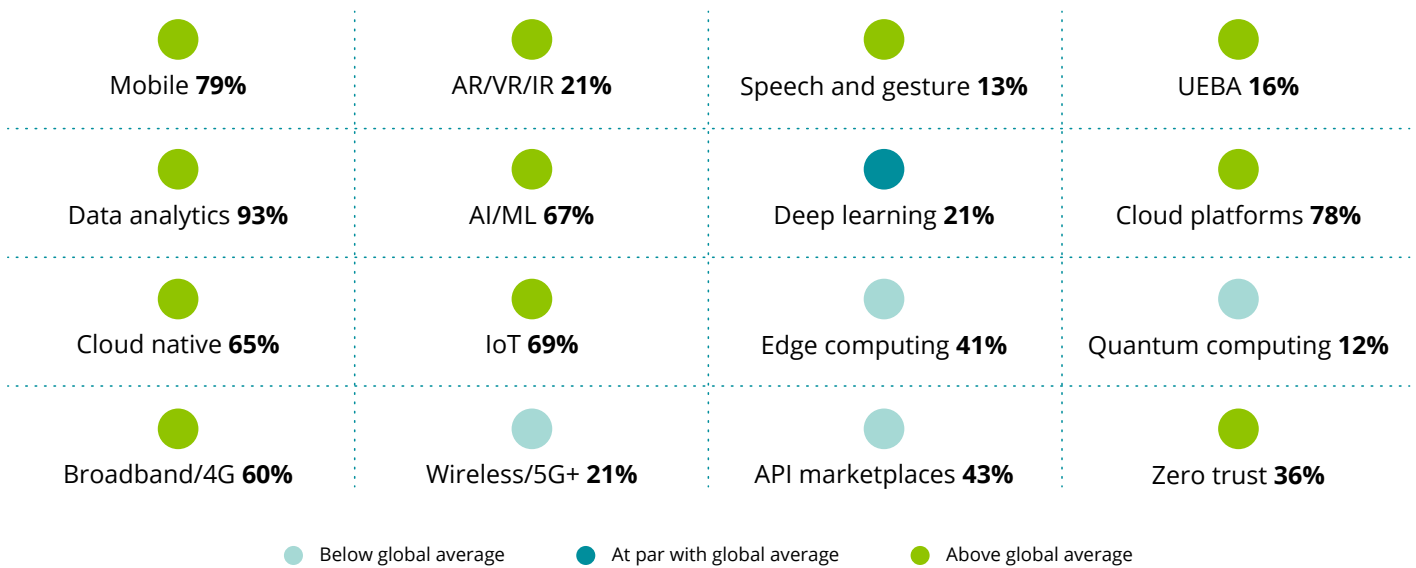 Mobile 79%
AR/VR/IR 21%
Speech and gesture 13%
UEBA 16%
Data analytics 93%
AI/ML 67%
Deep learning 21%
Cloud platforms 78%
Cloud native 65%
IoT 69%
Edge computing 41%
Quantum computing 12%
Broadband/4G 60%
Wireless/5G+ 21%
API marketplaces 43%
Zero trust 36%
Below global average
At par with global average
Above global average